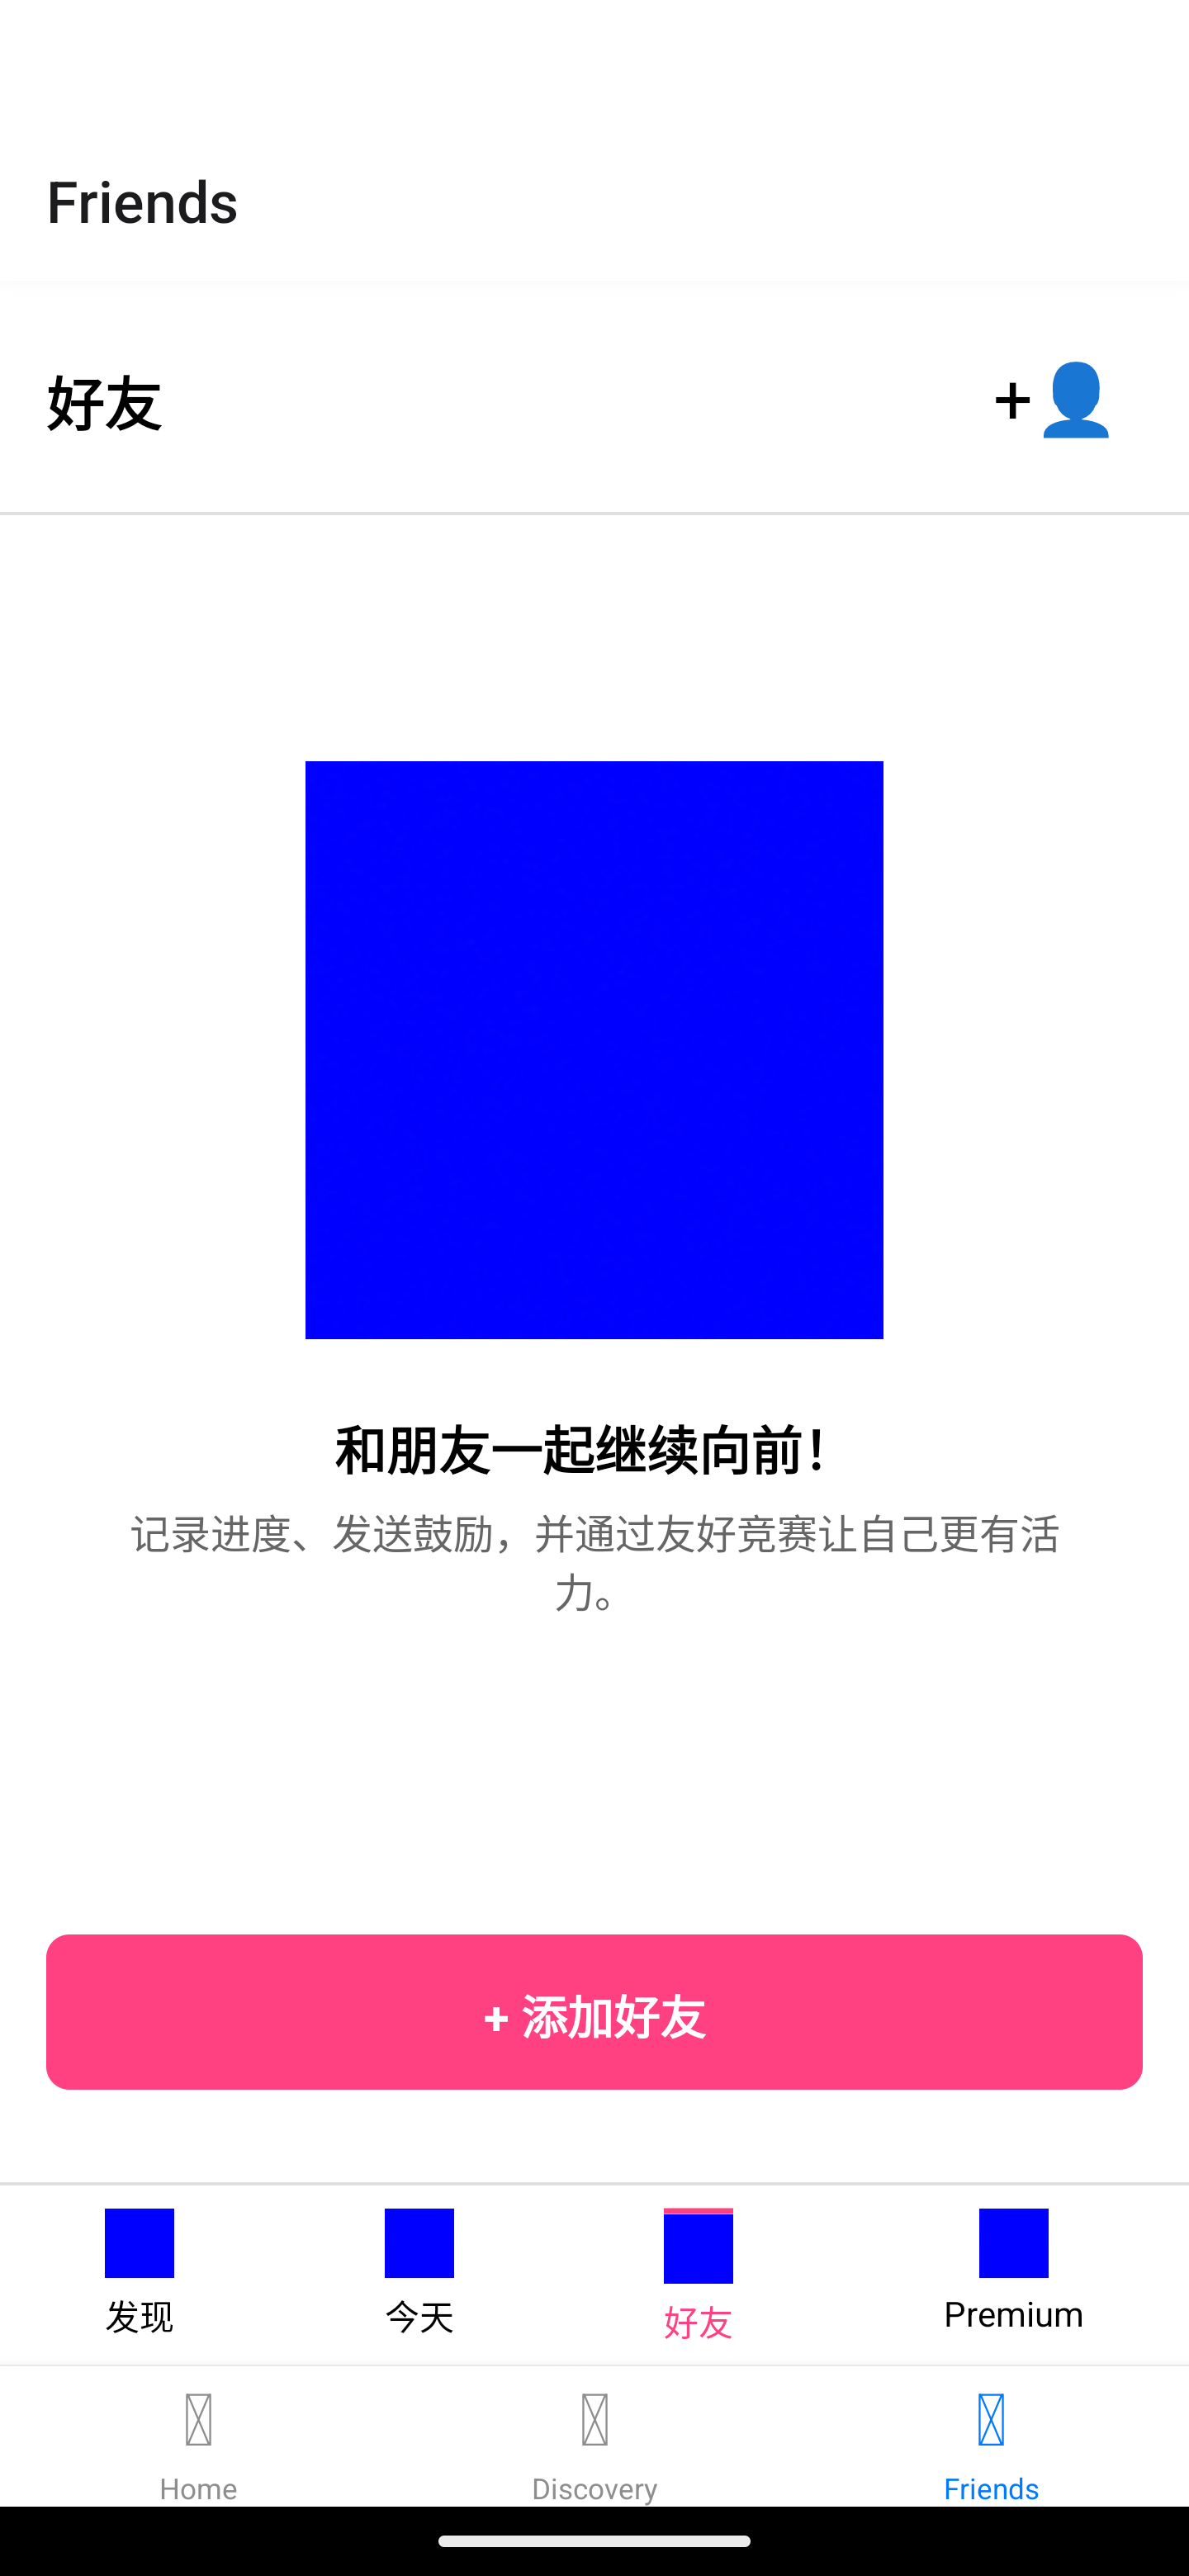 Friends
好友
+
和朋友一起继续向前！
记录进度、发送鼓励，并通过友好竞赛让自己更有活
力。
+ 添加好友
发现
今天
好友
Premium
Home
Discovery
Friends